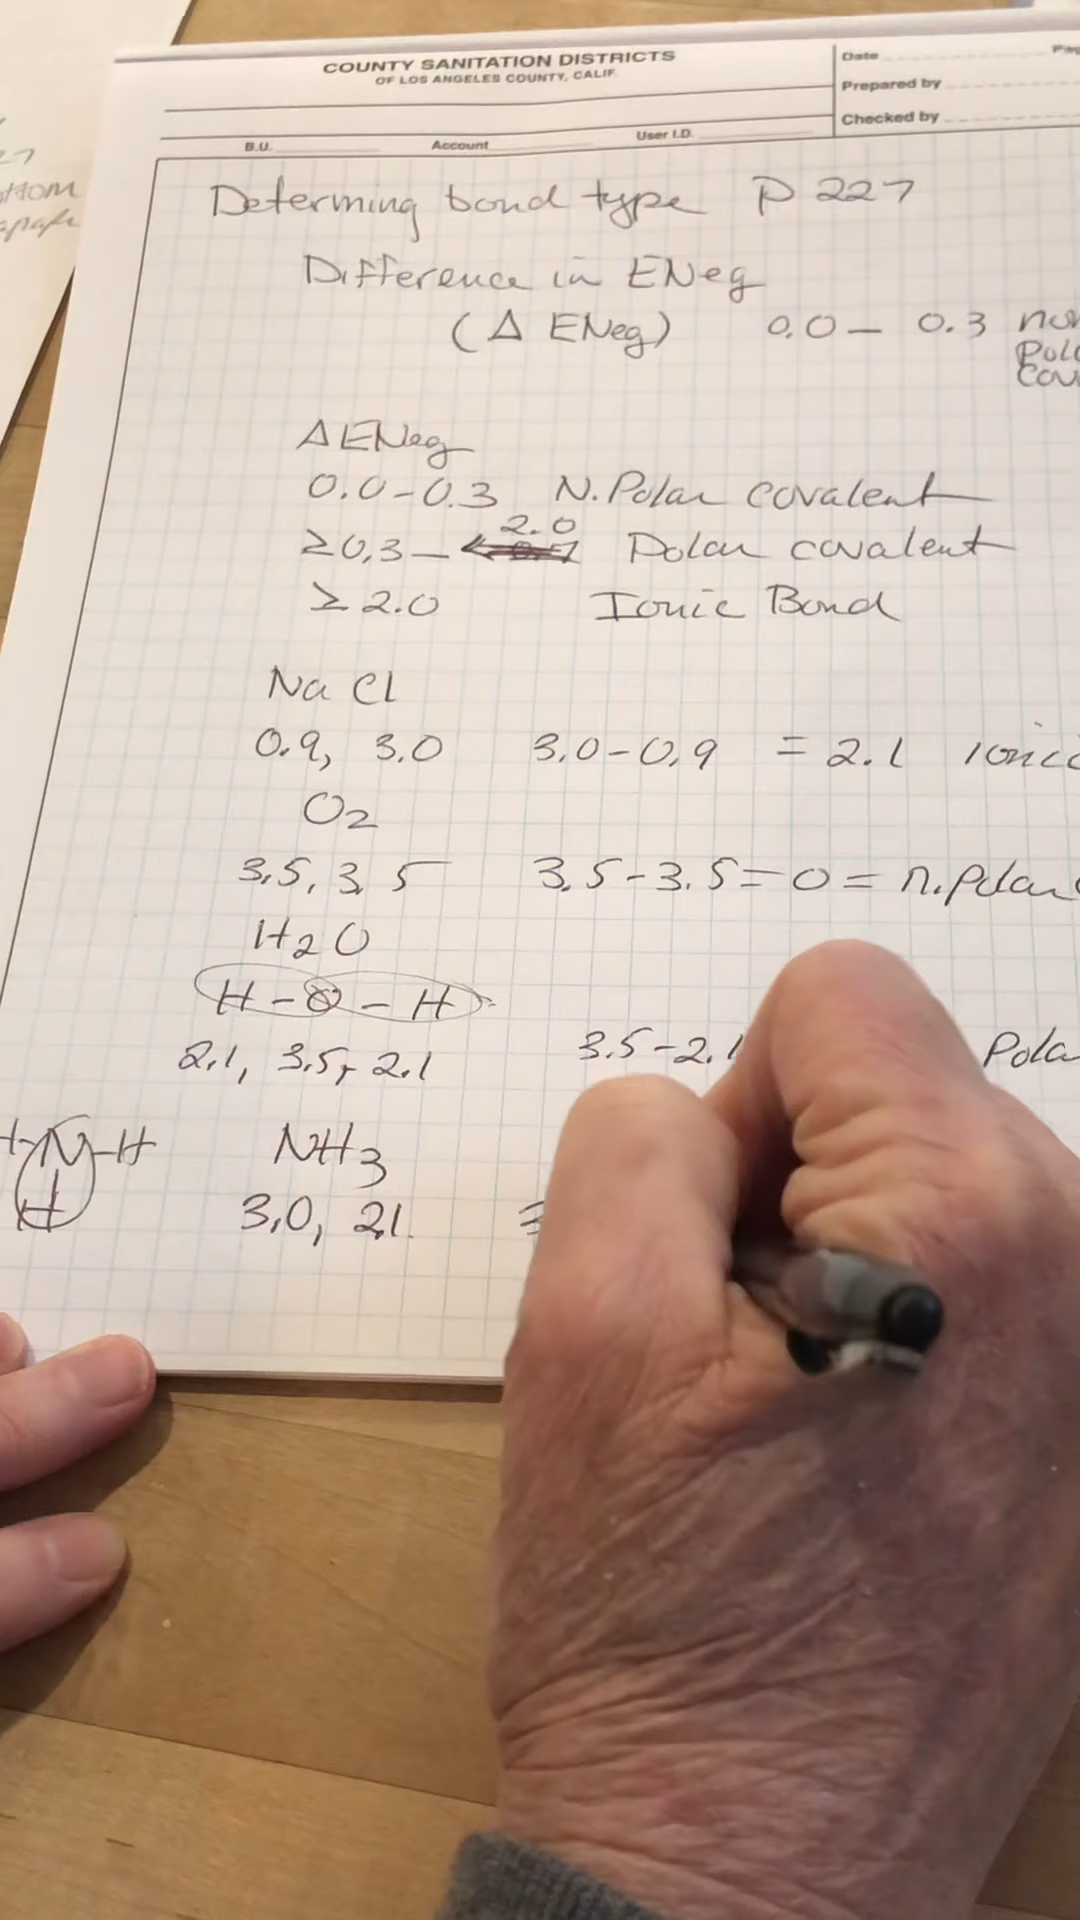 COUNTY SANITATION DISTRICTS
OF LOS ANGELES COUNTY, CALIF.
Date
Prepared by
Checked by
B.U. Account User I.D.
Determing bond type P 227
Difference in ENeg
(Δ ENeg) 0.0 - 0.3
Δ ENeg
0.0-0.3 N.Polar covalent
2.0
≥0.3- Polar covalent
≥ 2.0 Ionic Bond
Na Cl
0.9, 3.0 3.0-0.9 = 2.1 ionic
O2
3.5, 3.5 3.5-3.5=0= n.Polar
H2O
H-O-H
2.1, 3.5, 2.1 3.5-2.1
N-H NH3
H 3.0, 2.1